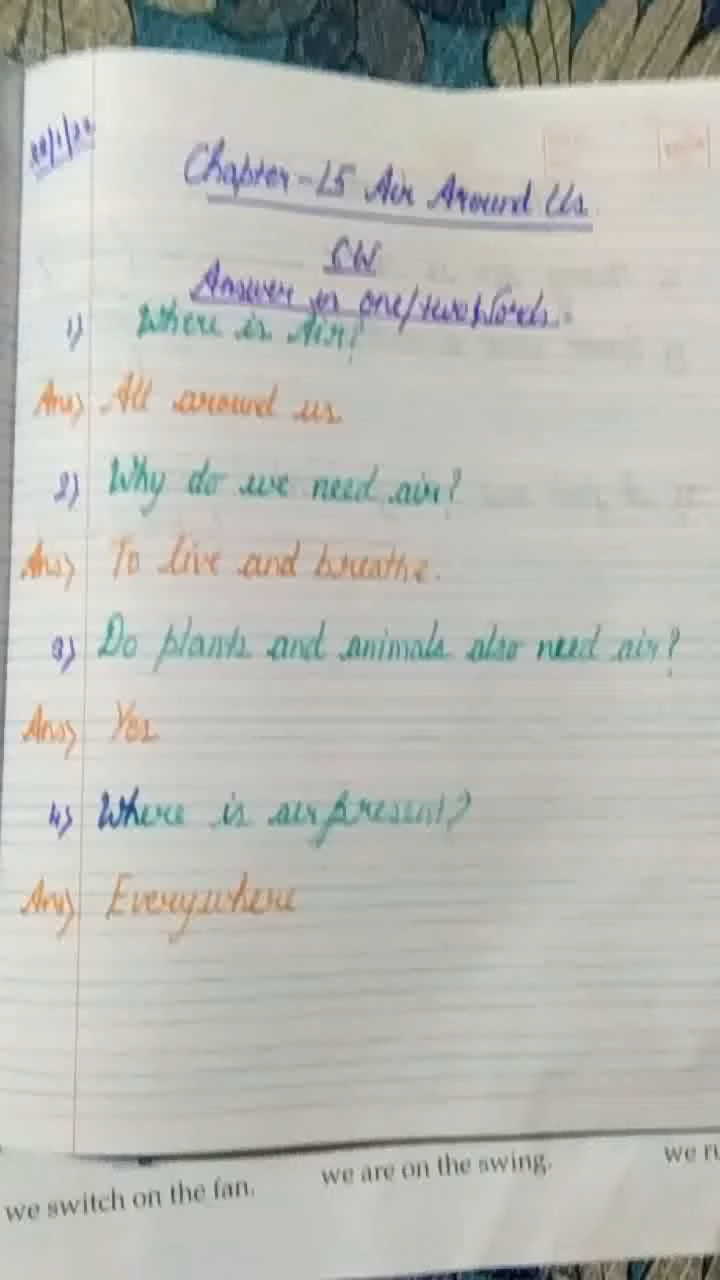 Chapter-15 Air Around Us
CW
Answer in one/two Words.
1) Where is Air?
Ans) All around us
2) Why do we need air?
Ans) To live and breathe.
3) Do plants and animals also need air?
Ans) Yes
4) Where is air present?
Ans) Everywhere
we switch on the fan. we are on the swing. we